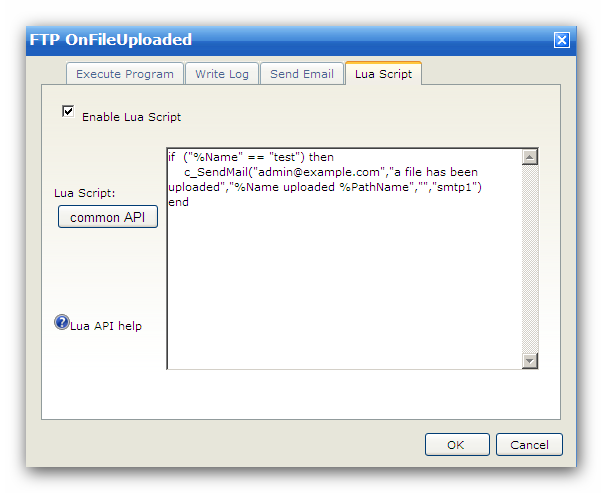 FTP OnFileUploaded
Execute Program Write Log Send Email Lua Script
Enable Lua Script
Lua Script:
common API
if ("%Name" == "test") then
c_SendMail("admin@example.com","a file has been
uploaded","%Name uploaded %PathName","","smtp1")
end
Lua API help
OK Cancel